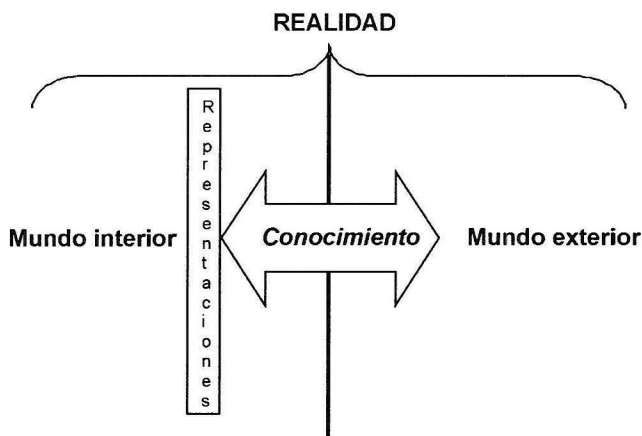 REALIDAD
Representaciones
Mundo interior
Conocimiento
Mundo exterior